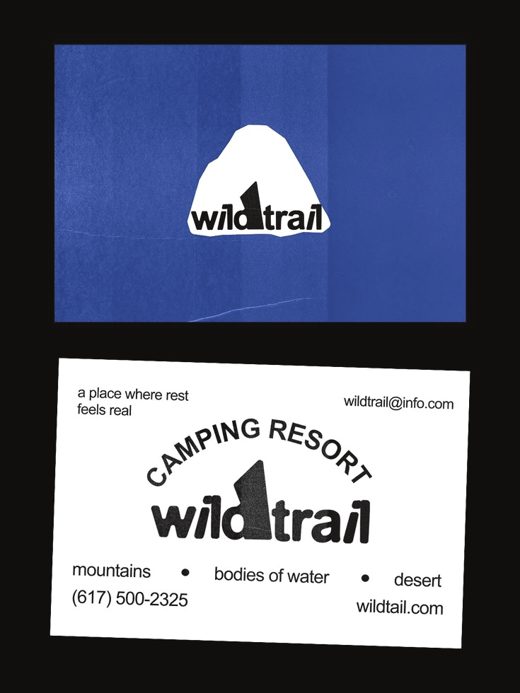 wildtrail
a place where rest
feels real
wildtrail@info.com
CAMPING RESORT
wildtrail
mountains • bodies of water • desert
(617) 500-2325
wildtail.com